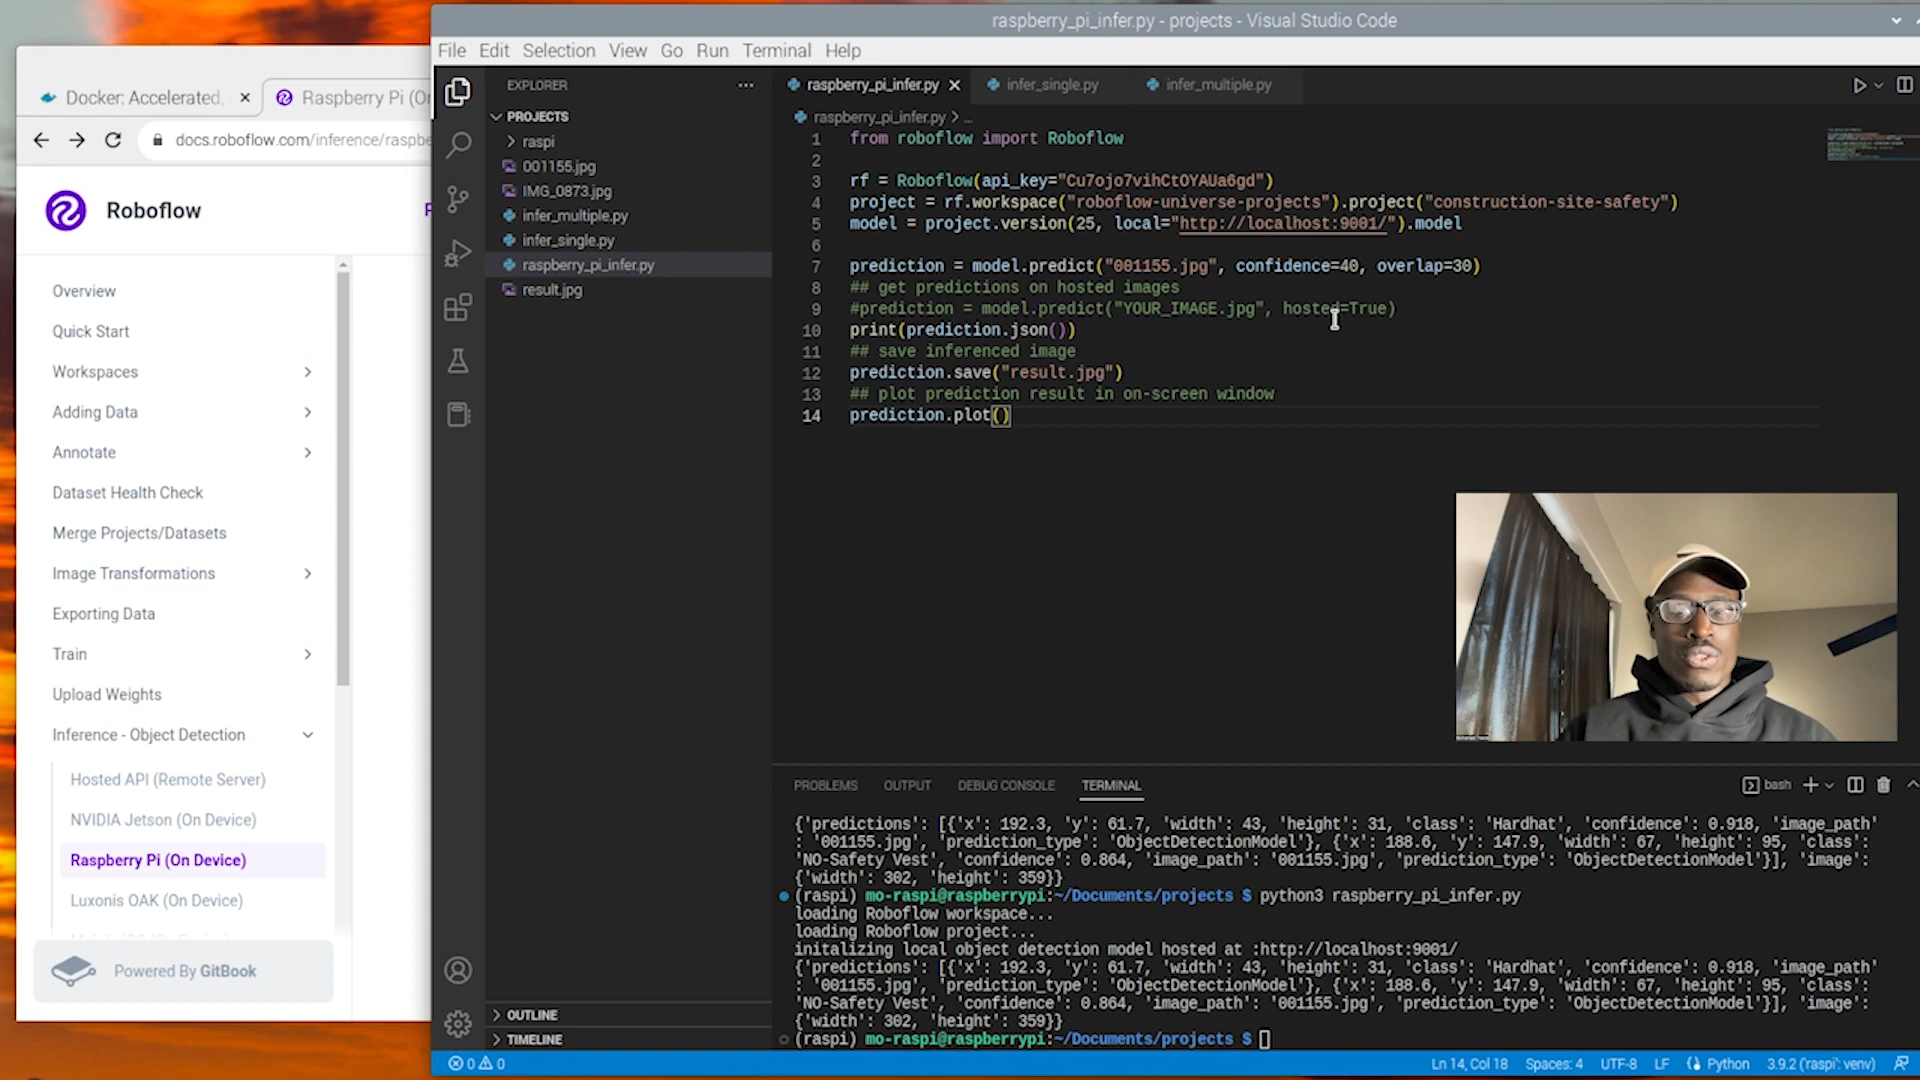 raspberry_pi_infer.py - projects - Visual Studio Code
File Edit Selection View Go Run Terminal Help
Docker: Accelerated,
Raspberry Pi (On
docs.roboflow.com/inference/raspbe
Roboflow
Overview
Quick Start
Workspaces
Adding Data
Annotate
Dataset Health Check
Merge Projects/Datasets
Image Transformations
Exporting Data
Train
Upload Weights
Inference - Object Detection
Hosted API (Remote Server)
NVIDIA Jetson (On Device)
Raspberry Pi (On Device)
Luxonis OAK (On Device)
Powered By GitBook
EXPLORER
PROJECTS
raspi
001155.jpg
IMG_0873.jpg
infer_multiple.py
infer_single.py
raspberry_pi_infer.py
result.jpg
OUTLINE
TIMELINE
raspberry_pi_infer.py infer_single.py infer_multiple.py
raspberry_pi_infer.py > ...
1 from roboflow import Roboflow
2
3 rf = Roboflow(api_key="Cu7ojo7vihCtOYAUa6gd")
4 project = rf.workspace("roboflow-universe-projects").project("construction-site-safety")
5 model = project.version(25, local="http://localhost:9001/").model
6
7 prediction = model.predict("001155.jpg", confidence=40, overlap=30)
8 ## get predictions on hosted images
9 #prediction = model.predict("YOUR_IMAGE.jpg", hosted=True)
10 print(prediction.json())
11 ## save inferenced image
12 prediction.save("result.jpg")
13 ## plot prediction result in on-screen window
14 prediction.plot()
PROBLEMS OUTPUT DEBUG CONSOLE TERMINAL
bash
{'predictions': [{'x': 192.3, 'y': 61.7, 'width': 43, 'height': 31, 'class': 'Hardhat', 'confidence': 0.918, 'image_path'
: '001155.jpg', 'prediction_type': 'ObjectDetectionModel'}, {'x': 188.6, 'y': 147.9, 'width': 67, 'height': 95, 'class':
'NO-Safety Vest', 'confidence': 0.864, 'image_path': '001155.jpg', 'prediction_type': 'ObjectDetectionModel'}], 'image':
{'width': 302, 'height': 359}}
(raspi) mo-raspi@raspberrypi:~/Documents/projects $ python3 raspberry_pi_infer.py
loading Roboflow workspace...
loading Roboflow project...
initalizing local object detection model hosted at :http://localhost:9001/
{'predictions': [{'x': 192.3, 'y': 61.7, 'width': 43, 'height': 31, 'class': 'Hardhat', 'confidence': 0.918, 'image_path'
: '001155.jpg', 'prediction_type': 'ObjectDetectionModel'}, {'x': 188.6, 'y': 147.9, 'width': 67, 'height': 95, 'class':
'NO-Safety Vest', 'confidence': 0.864, 'image_path': '001155.jpg', 'prediction_type': 'ObjectDetectionModel'}], 'image':
{'width': 302, 'height': 359}}
(raspi) mo-raspi@raspberrypi:~/Documents/projects $
0 0
Ln 14, Col 18 Spaces: 4 UTF-8 LF Python 3.9.2 ('raspi': venv)